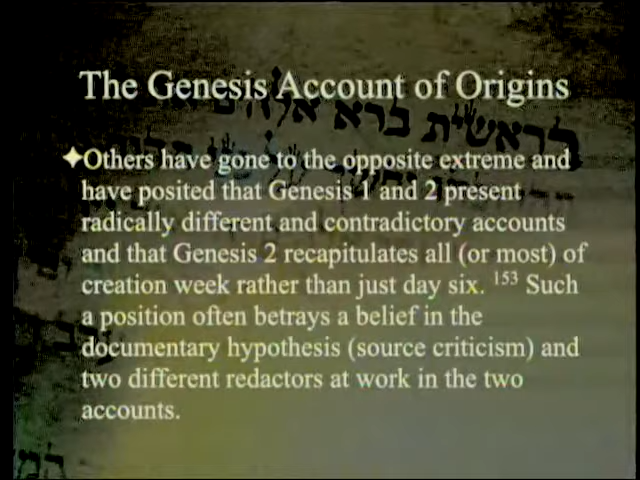 The Genesis Account of Origins
בראשית ברא אלהים
✦Others have gone to the opposite extreme and
have posited that Genesis 1 and 2 present
radically different and contradictory accounts
and that Genesis 2 recapitulates all (or most) of
creation week rather than just day six. 153 Such
a position often betrays a belief in the
documentary hypothesis (source criticism) and
two different redactors at work in the two
accounts.